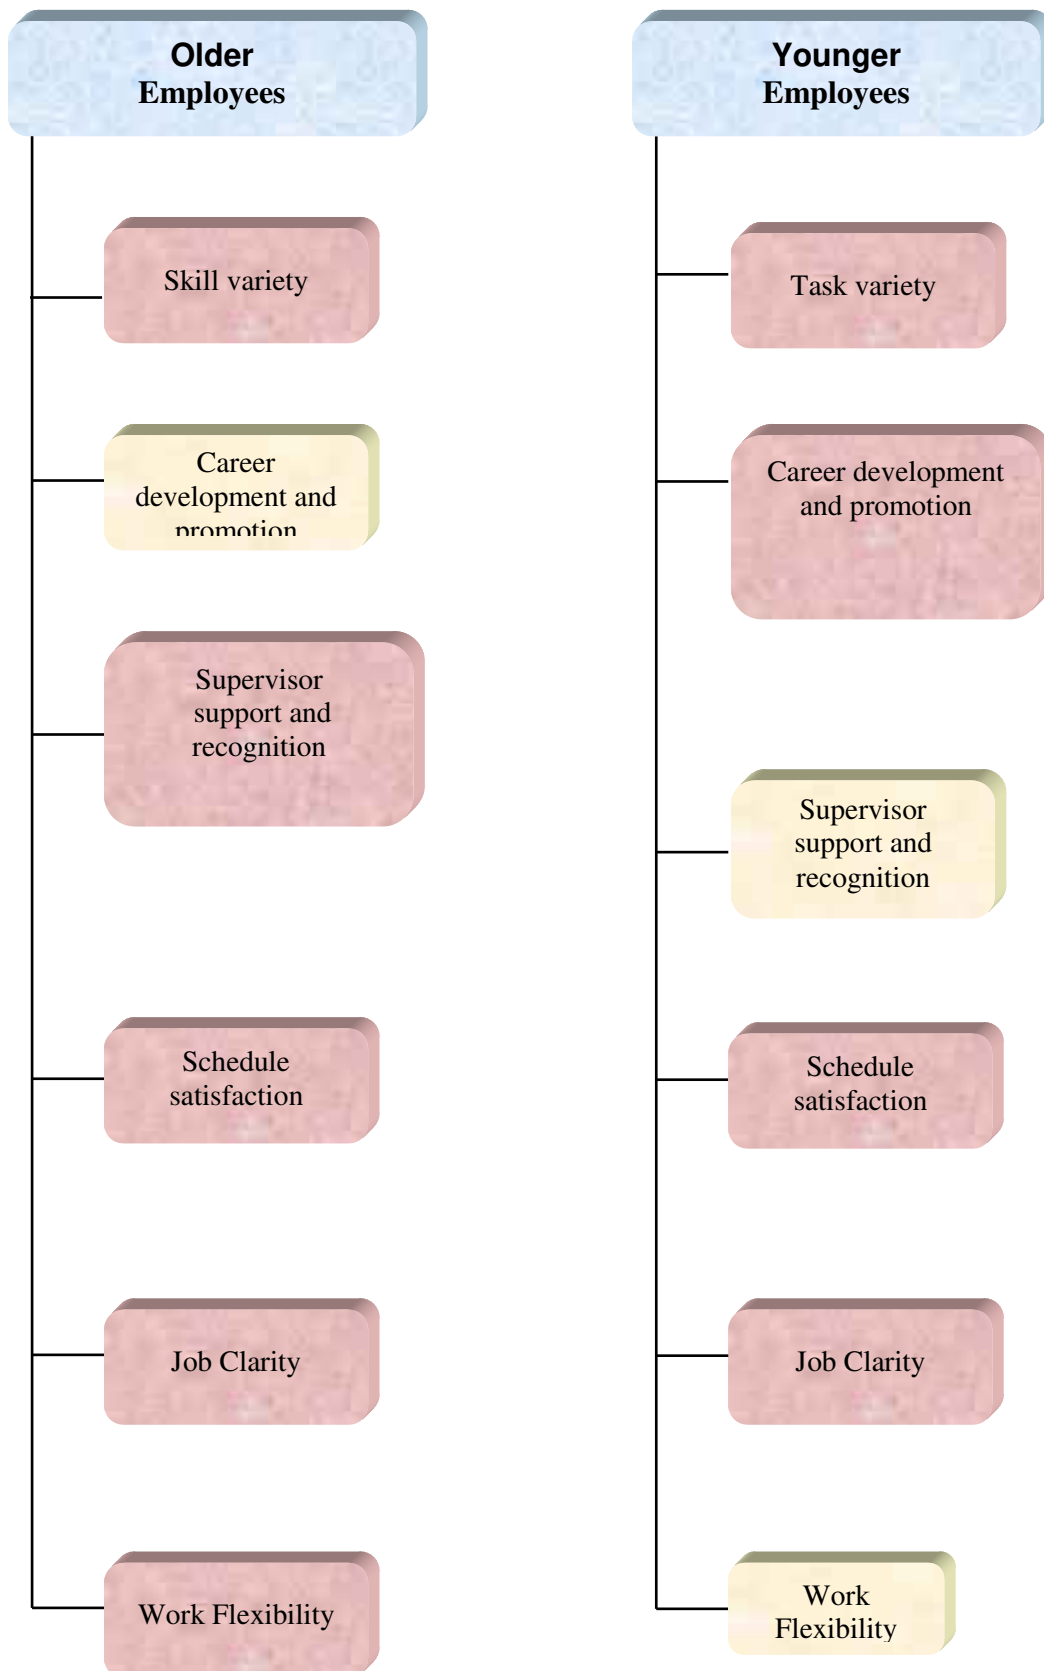 Older
Employees
Skill variety
Career
development and
promotion
Supervisor
support and
recognition
Schedule
satisfaction
Job Clarity
Work Flexibility
Younger
Employees
Task variety
Career development
and promotion
Supervisor
support and
recognition
Schedule
satisfaction
Job Clarity
Work
Flexibility